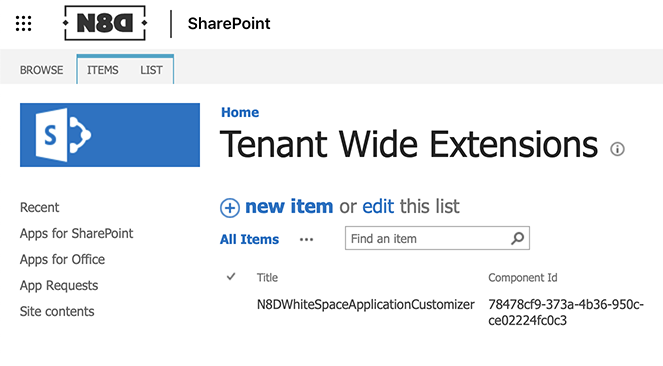 N8D SharePoint
BROWSE ITEMS LIST
S
Home
Tenant Wide Extensions
Recent
Apps for SharePoint
Apps for Office
App Requests
Site contents
new item or edit this list
All Items ... Find an item
Title Component Id
N8DWhiteSpaceApplicationCustomizer 78478cf9-373a-4b36-950c-
ce02224fc0c3